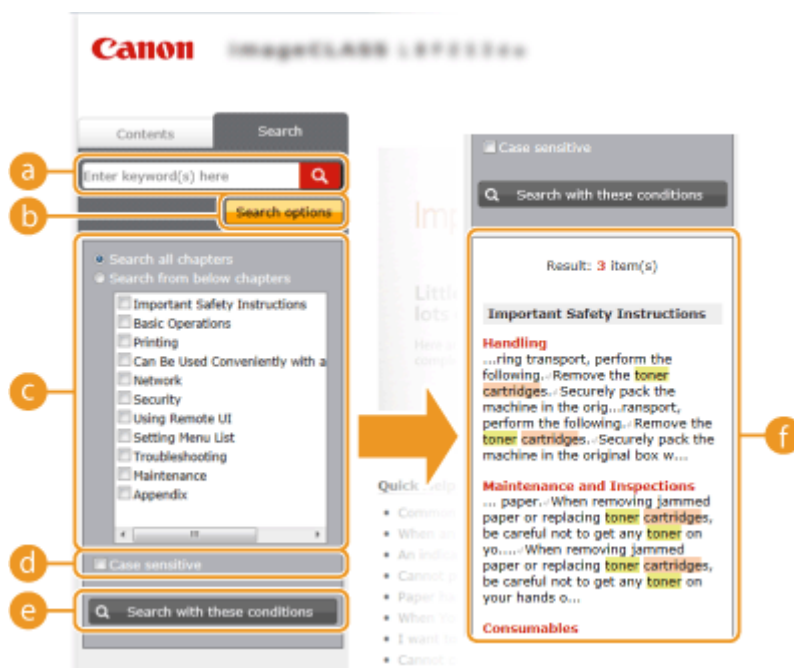 Canon
Contents
Search
a
Enter keyword(s) here
b
Search options
c
Search all chapters
Search from below chapters
Important Safety Instructions
Basic Operations
Printing
Can Be Used Conveniently with a
Network
Security
Using Remote UI
Setting Menu List
Troubleshooting
Maintenance
Appendix
d
Case sensitive
e
Search with these conditions
Quick
Case sensitive
Search with these conditions
f
Result: 3 item(s)
Important Safety Instructions
Handling
...ring transport, perform the
following. Remove the toner
cartridges. Securely pack the
machine in the orig...ransport,
perform the following. Remove the
toner cartridges. Securely pack the
machine in the original box w...
Maintenance and Inspections
... paper. When removing jammed
paper or replacing toner cartridges,
be careful not to get any toner on
yo.... When removing jammed
paper or replacing toner cartridges,
be careful not to get any toner on
your hands o...
Consumables